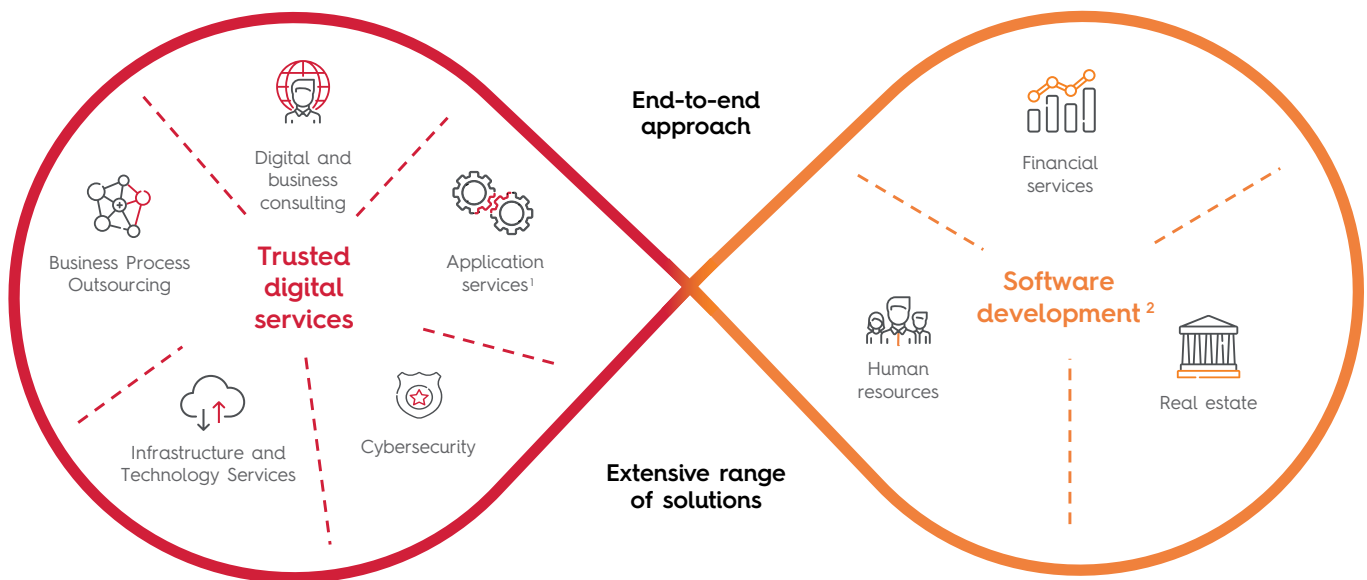 Digital and
business
consulting
Business Process
Outsourcing
Trusted
digital
services
Application
services¹
Infrastructure and
Technology Services
Cybersecurity
End-to-end
approach
Extensive range
of solutions
Financial
services
Software
development ²
Human
resources
Real estate